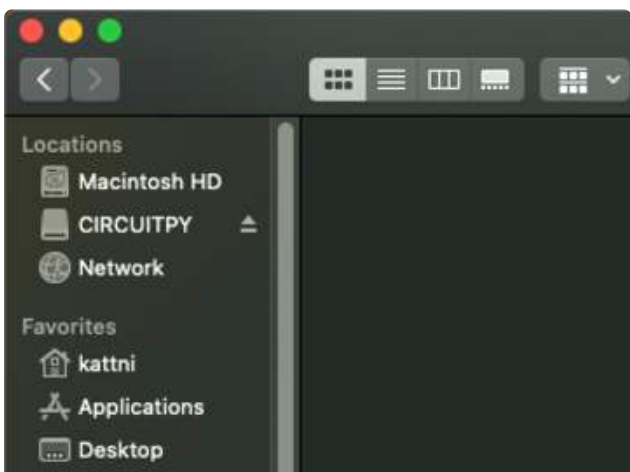 Locations
Macintosh HD
CIRCUITPY
Network
Favorites
kattni
Applications
Desktop